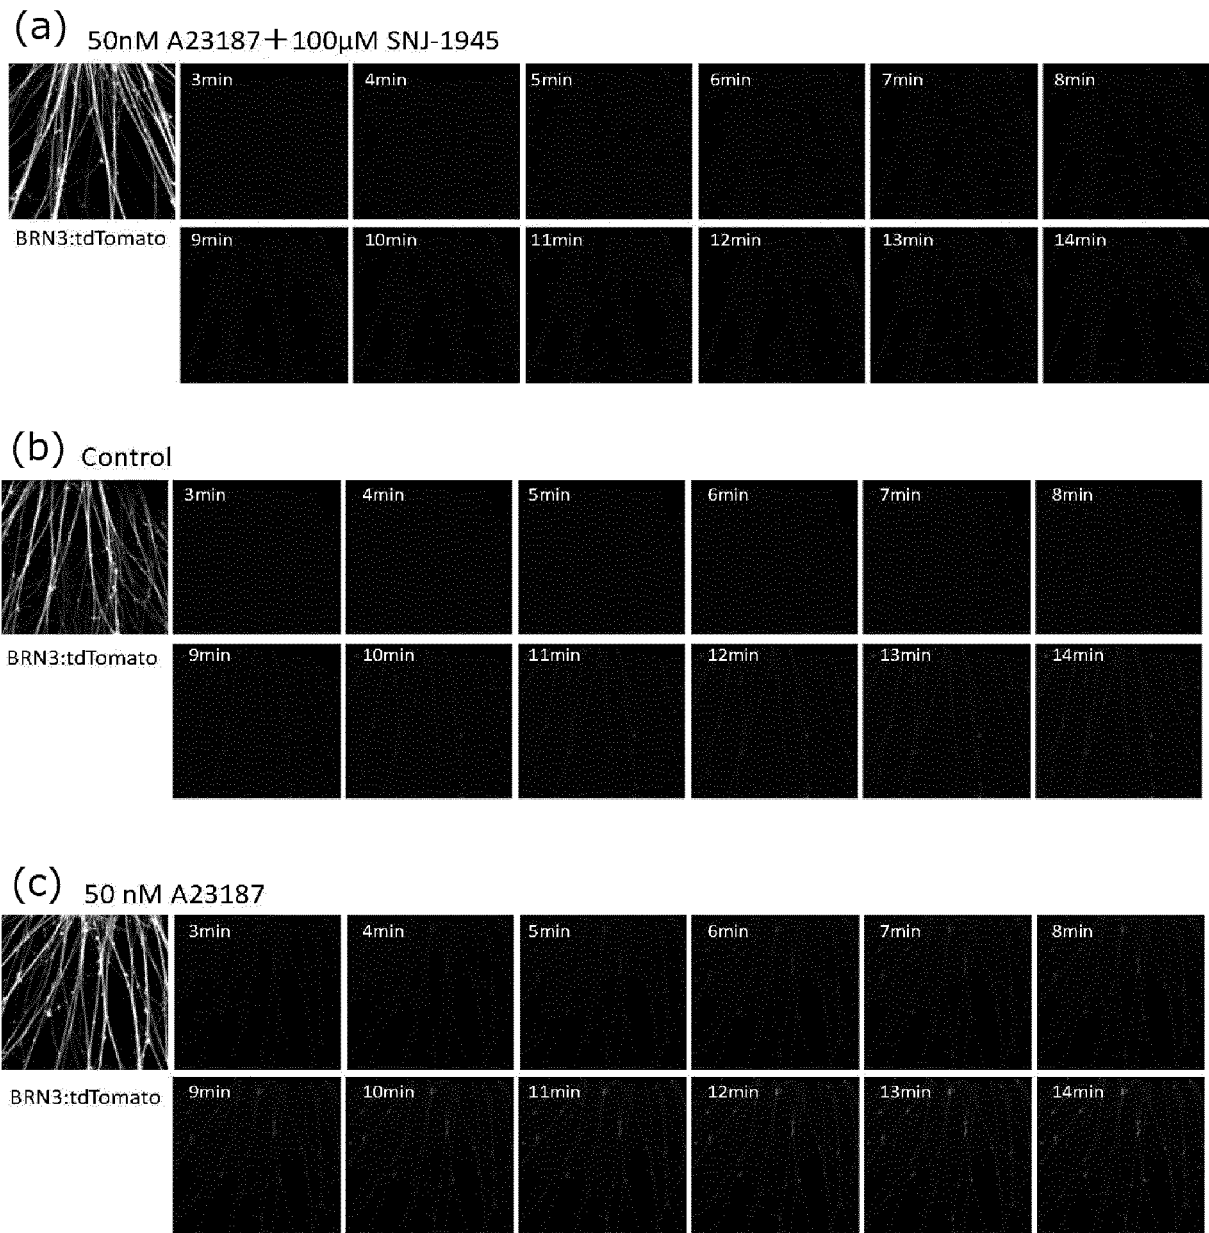 (a) 50nM A23187＋100μM SNJ-1945
3min 4min 5min 6min 7min 8min
BRN3:tdTomato
9min 10min 11min 12min 13min 14min
(b) Control
3min 4min 5min 6min 7min 8min
BRN3:tdTomato
9min 10min 11min 12min 13min 14min
(c) 50 nM A23187
3min 4min 5min 6min 7min 8min
BRN3:tdTomato
9min 10min 11min 12min 13min 14min